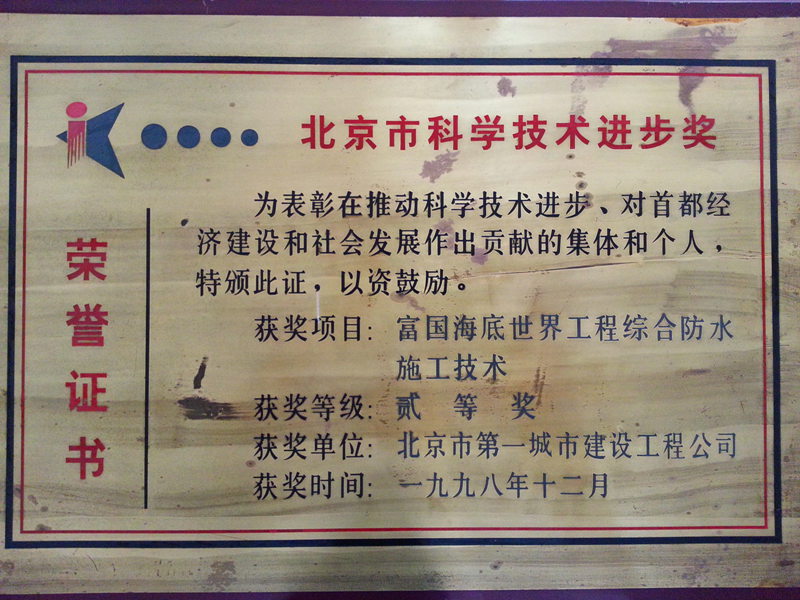 北京市科学技术进步奖
荣誉证书
为表彰在推动科学技术进步、对首都经
济建设和社会发展作出贡献的集体和个人，
特颁此证，以资鼓励。
获奖项目：富国海底世界工程综合防水
施工技术
获奖等级：贰等奖
获奖单位：北京市第一城市建设工程公司
获奖时间：一九九八年十二月